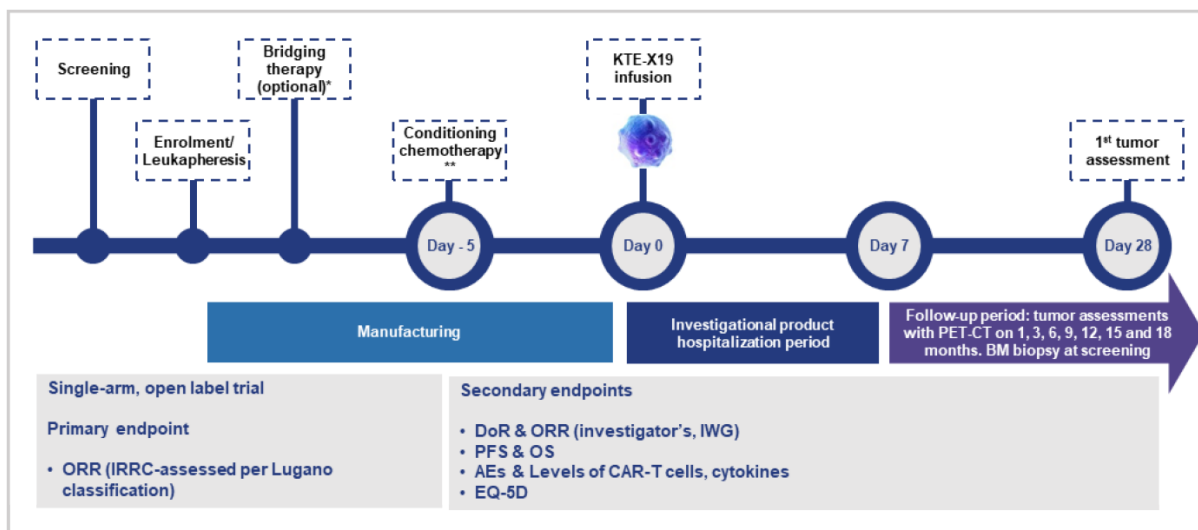 Screening
Enrolment/
Leukapheresis
Bridging
therapy
(optional)*
Conditioning
chemotherapy
**
KTE-X19
infusion
1st tumor
assessment
Day - 5
Day 0
Day 7
Day 28
Manufacturing
Investigational product
hospitalization period
Follow-up period: tumor assessments
with PET-CT on 1, 3, 6, 9, 12, 15 and 18
months. BM biopsy at screening
Single-arm, open label trial
Primary endpoint
• ORR (IRRC-assessed per Lugano
classification)
Secondary endpoints
• DoR & ORR (investigator's, IWG)
• PFS & OS
• AEs & Levels of CAR-T cells, cytokines
• EQ-5D